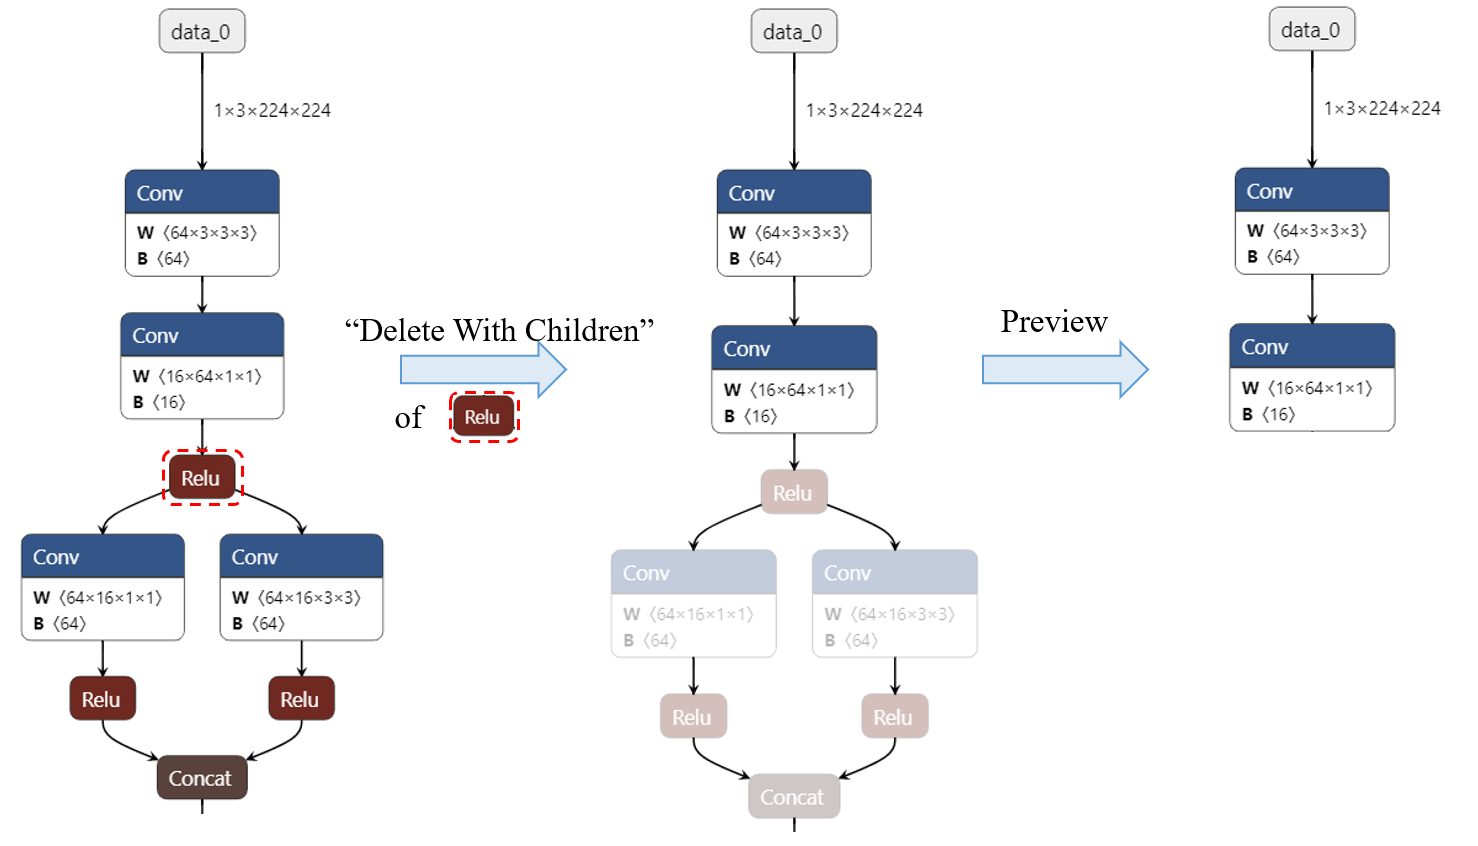 data_0
1×3×224×224
Conv
W 〈64×3×3×3〉
B 〈64〉
Conv
W 〈16×64×1×1〉
B 〈16〉
Relu
Conv
W 〈64×16×1×1〉
B 〈64〉
Conv
W 〈64×16×3×3〉
B 〈64〉
Relu
Relu
Concat
“Delete With Children”
of Relu
data_0
1×3×224×224
Conv
W 〈64×3×3×3〉
B 〈64〉
Conv
W 〈16×64×1×1〉
B 〈16〉
Relu
Conv
W 〈64×16×1×1〉
B 〈64〉
Conv
W 〈64×16×3×3〉
B 〈64〉
Relu
Relu
Concat
Preview
data_0
1×3×224×224
Conv
W 〈64×3×3×3〉
B 〈64〉
Conv
W 〈16×64×1×1〉
B 〈16〉